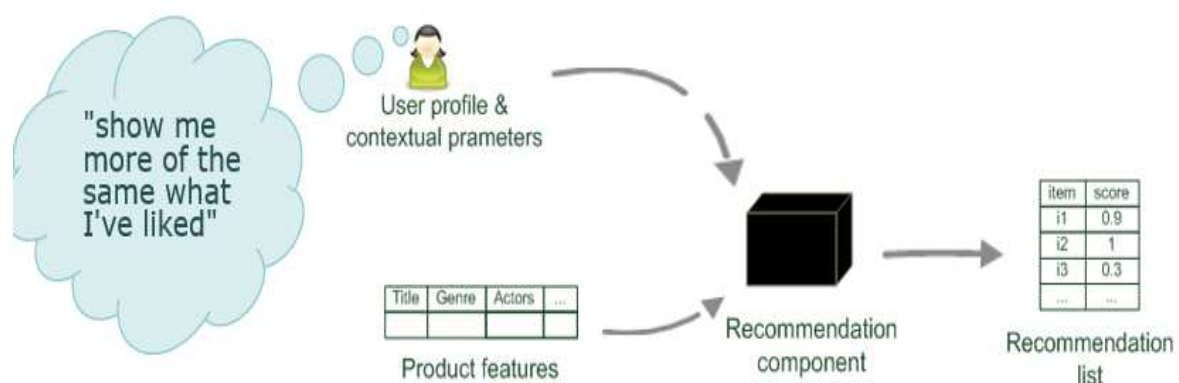 "show me
more of the
same what
I've liked"
User profile &
contextual prameters
Title Genre Actors ...
Product features
Recommendation
component
item score
i1 0.9
i2 1
i3 0.3
... ...
Recommendation
list